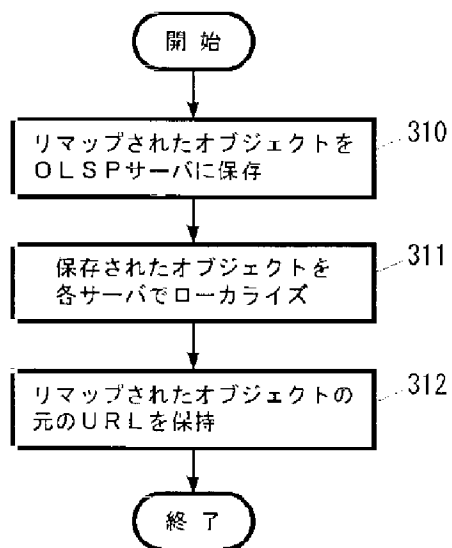 開 始
リマップされたオブジェクトを
OLSPサーバに保存
310
保存されたオブジェクトを
各サーバでローカライズ
311
リマップされたオブジェクトの
元のURLを保持
312
終 了